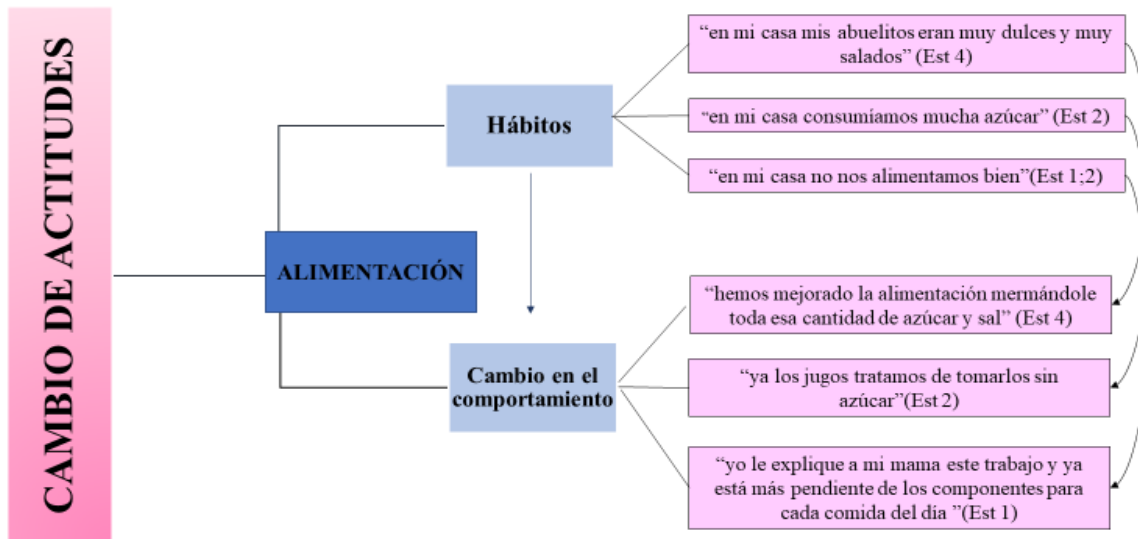 CAMBIO DE ACTITUDES
ALIMENTACIÓN
Hábitos
“en mi casa mis abuelitos eran muy dulces y muy
salados” (Est 4)
“en mi casa consumíamos mucha azúcar” (Est 2)
“en mi casa no nos alimentamos bien”(Est 1;2)
Cambio en el
comportamiento
“hemos mejorado la alimentación mermándole
toda esa cantidad de azúcar y sal” (Est 4)
“ya los jugos tratamos de tomarlos sin
azúcar”(Est 2)
“yo le explique a mi mama este trabajo y ya
está más pendiente de los componentes para
cada comida del día ”(Est 1)